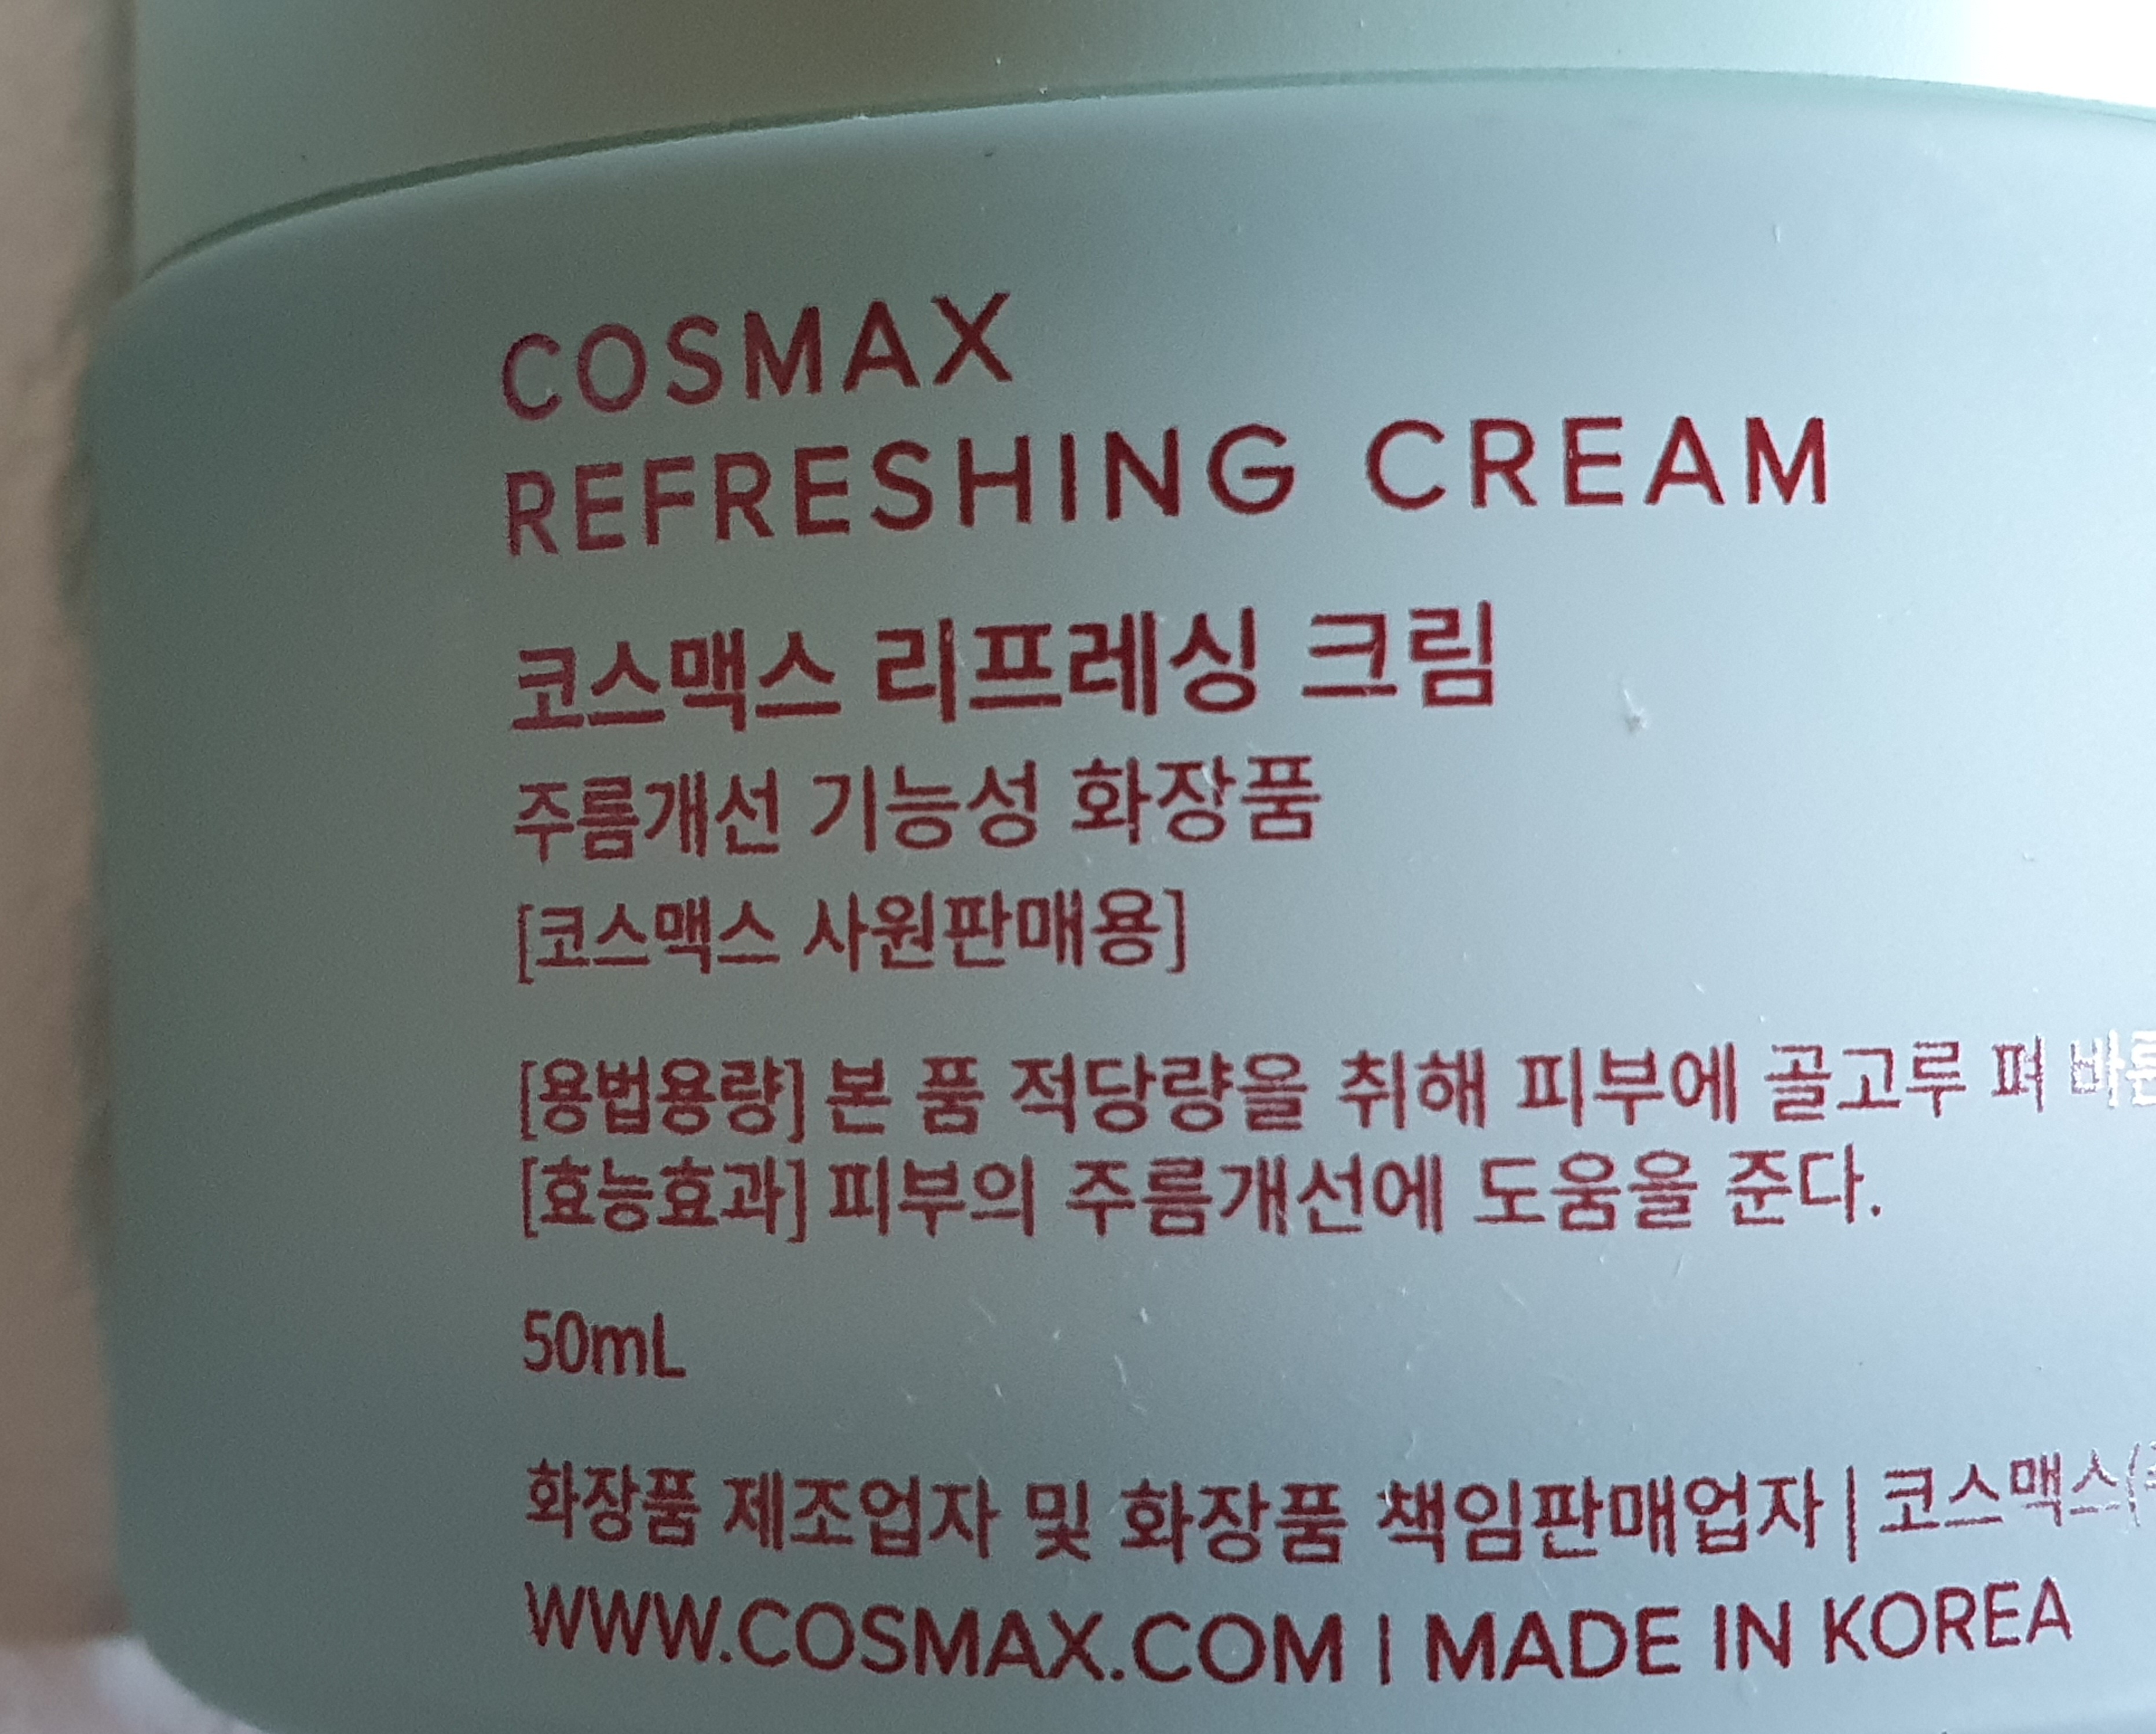 COSMAX
REFRESHING CREAM
코스맥스 리프레싱 크림
주름개선 기능성 화장품
[코스맥스 사원판매용]
[용법용량] 본 품 적당량을 취해 피부에 골고루 펴
[효능효과] 피부의 주름개선에 도움을 준다.
50mL
화장품 제조업자 및 화장품 책임판매업자 | 코스맥스
WWW.COSMAX.COM | MADE IN KOREA